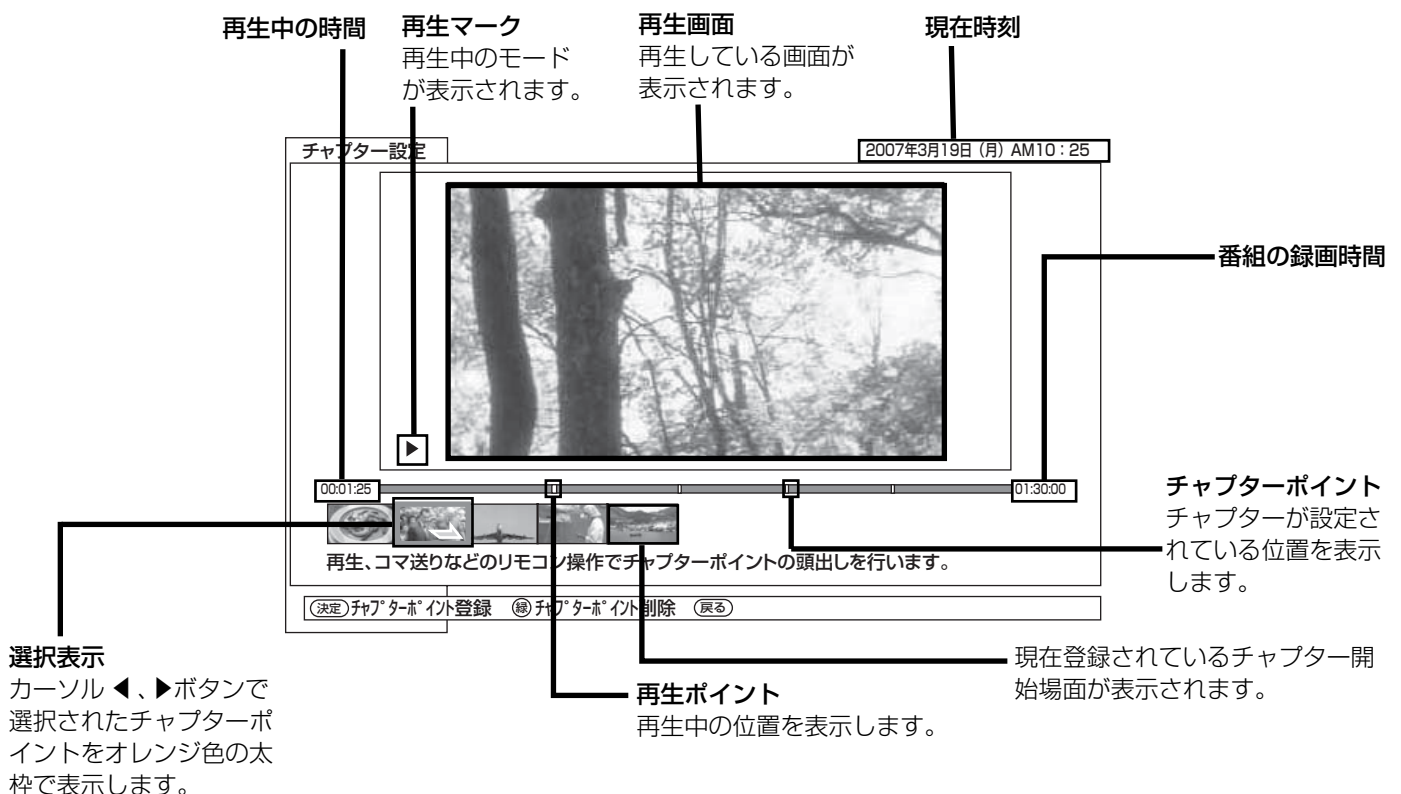 再生中の時間
再生マーク
再生中のモード
が表示されます。
再生画面
再生している画面が
表示されます。
現在時刻
チャプター設定
2007年3月19日(月) AM10:25
番組の録画時間
00:01:25
01:30:00
チャプターポイント
チャプターが設定さ
れている位置を表示
します。
再生、コマ送りなどのリモコン操作でチャプターポイントの頭出しを行います。
決定 チャプターポイント登録 緑 チャプターポイント削除 戻る
選択表示
カーソル ◀、▶ボタンで
選択されたチャプターポ
イントをオレンジ色の太
枠で表示します。
再生ポイント
再生中の位置を表示します。
現在登録されているチャプター開
始場面が表示されます。